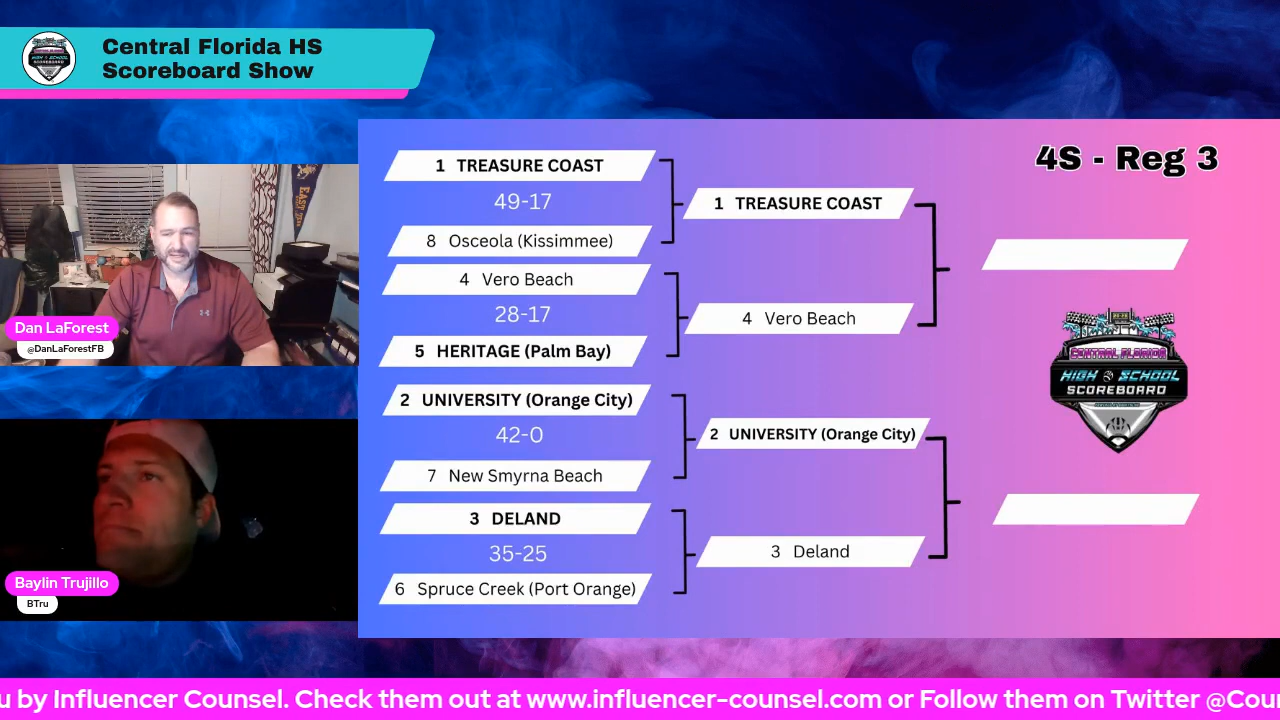 Central Florida HS
Scoreboard Show
Dan LaForest
@DanLaForestFB
Baylin Trujillo
BTru
EAST
4S - Reg 3
1 TREASURE COAST
49-17
8 Osceola (Kissimmee)
4 Vero Beach
28-17
5 HERITAGE (Palm Bay)
2 UNIVERSITY (Orange City)
42-0
7 New Smyrna Beach
3 DELAND
35-25
6 Spruce Creek (Port Orange)
1 TREASURE COAST
4 Vero Beach
2 UNIVERSITY (Orange City)
3 Deland
CENTRAL FLORIDA
HIGH SCHOOL
SCOREBOARD
u by Influencer Counsel. Check them out at www.influencer-counsel.com or Follow them on Twitter @Cou